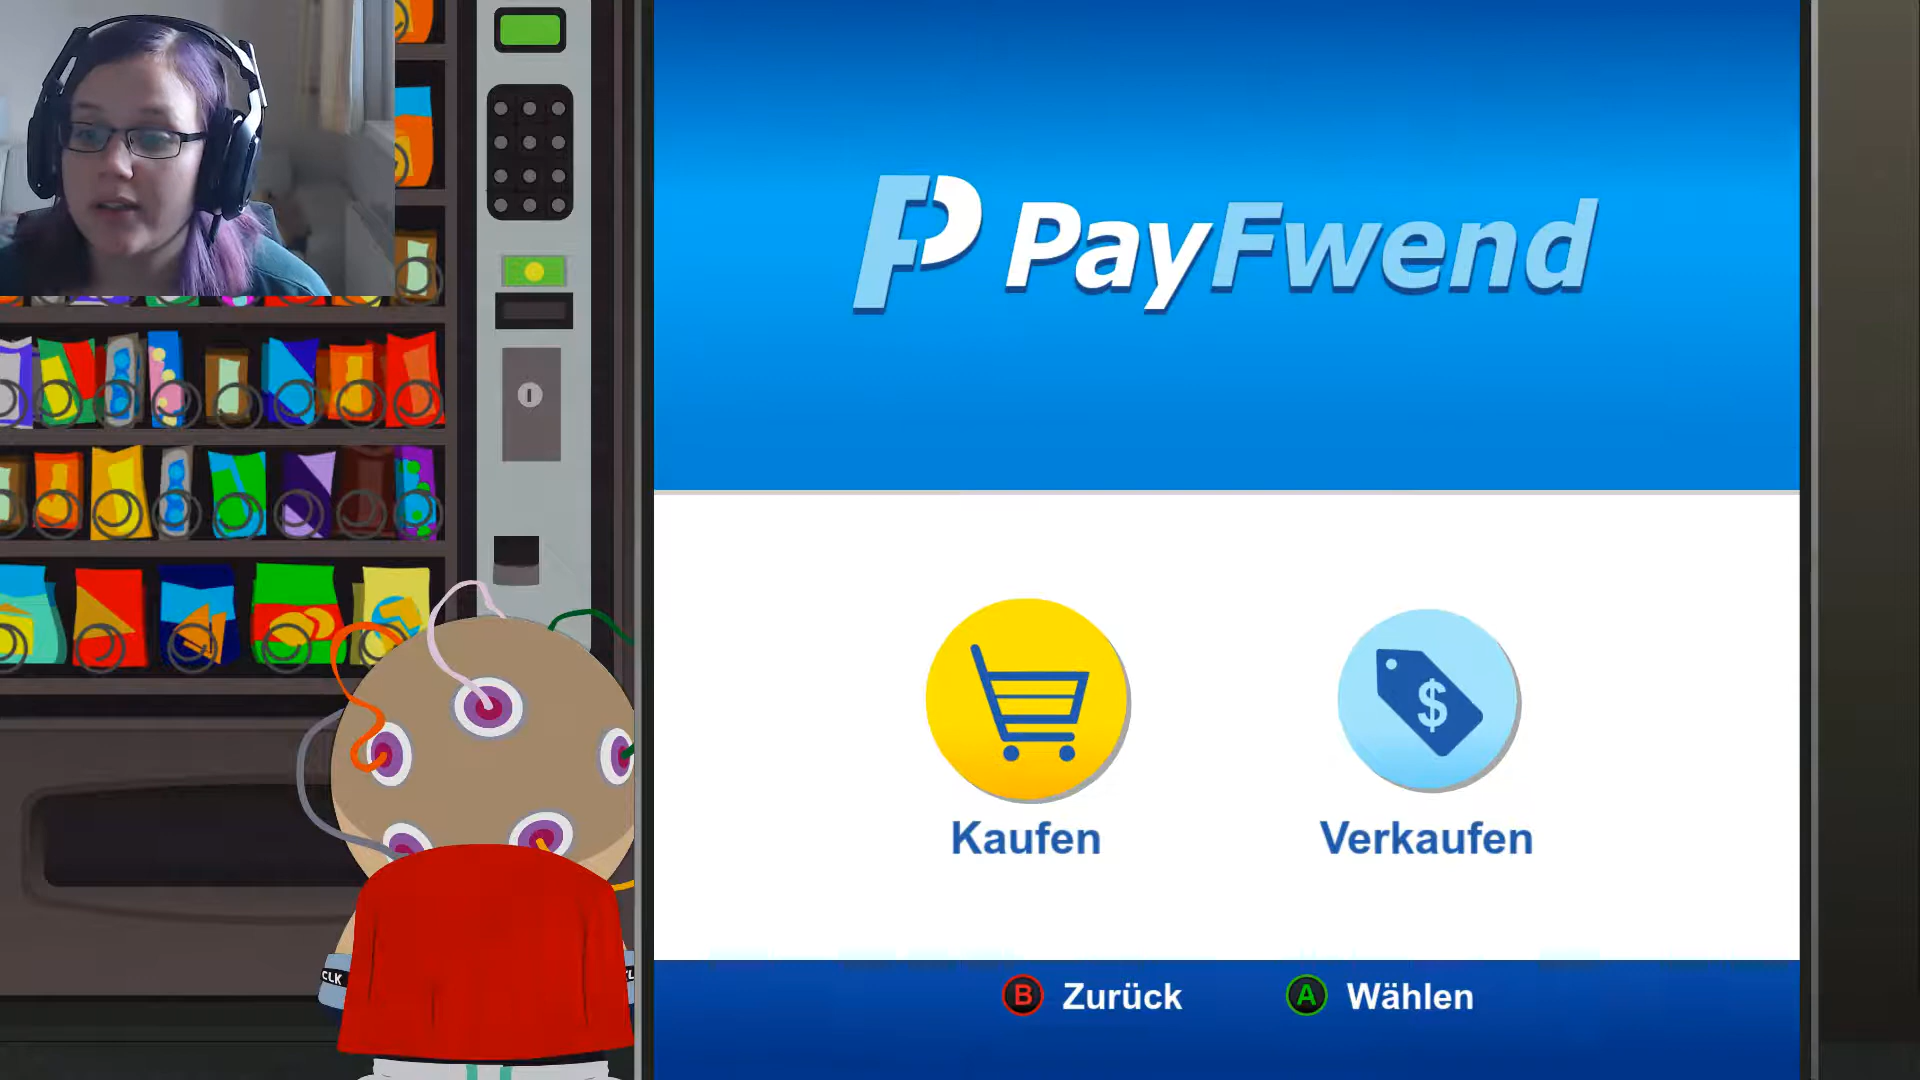 PayFwend
Kaufen
Verkaufen
B Zurück
A Wählen
CLK